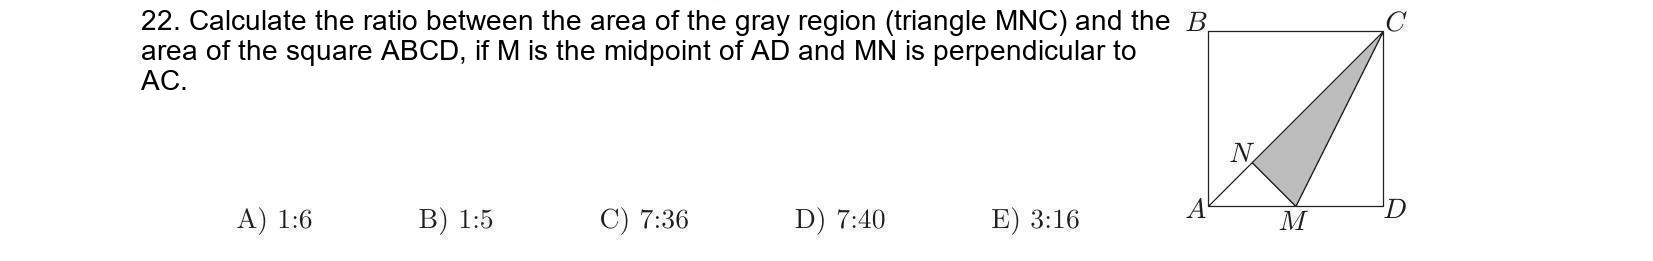 22. Calculate the ratio between the area of the gray region (triangle MNC) and the
area of the square ABCD, if M is the midpoint of AD and MN is perpendicular to
AC.
B
C
N
A
M
D
A) 1:6 B) 1:5 C) 7:36 D) 7:40 E) 3:16